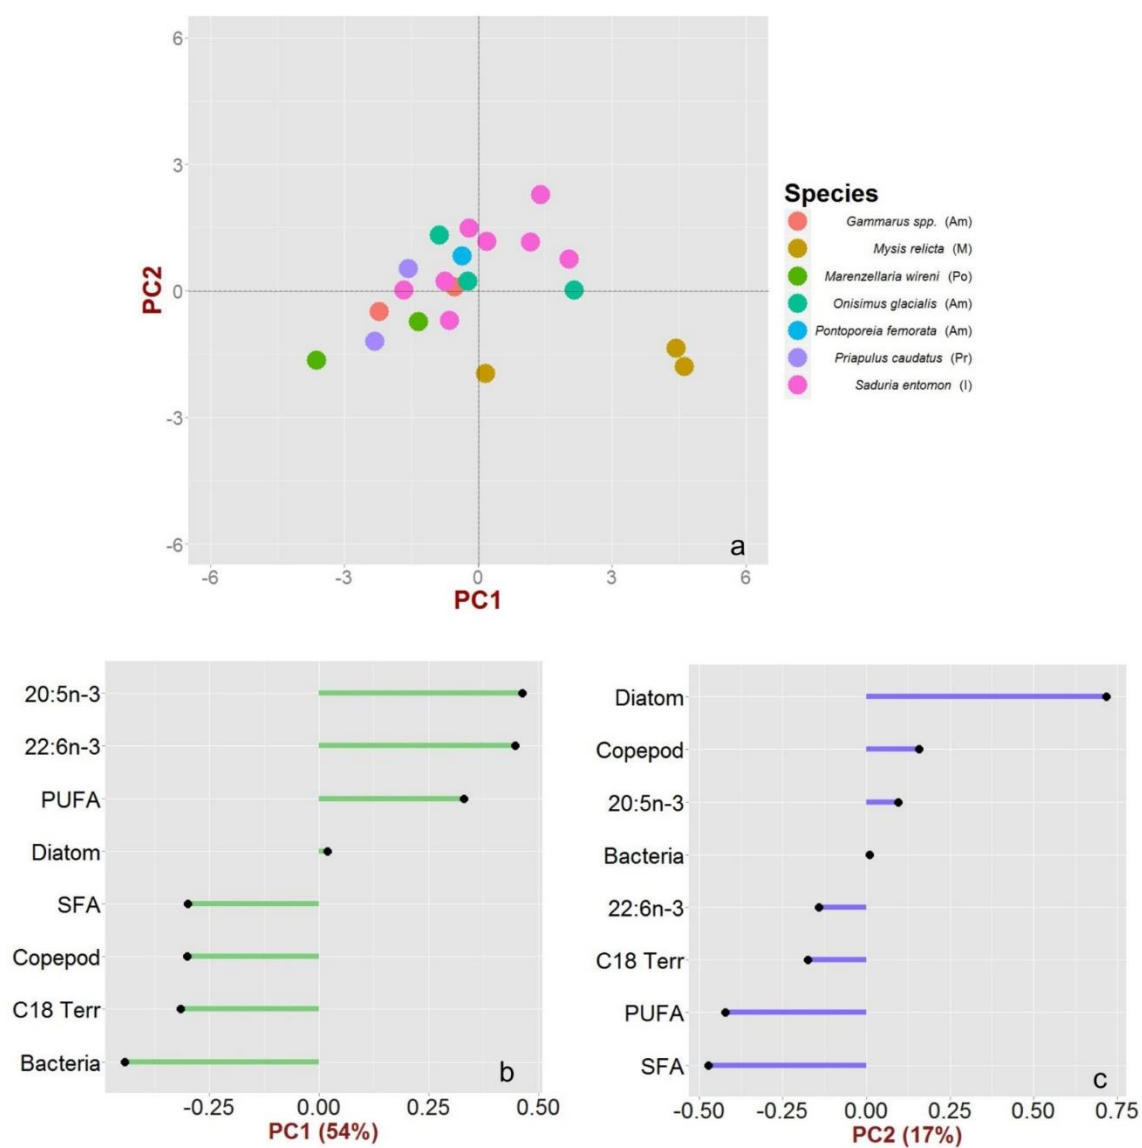 6
3
0
-3
-6
PC2
-6
-3
0
3
6
PC1
a
Species
Gammarus spp. (Am)
Mysis relicta (M)
Marenzellaria wireni (Po)
Onisimus glacialis (Am)
Pontoporeia femorata (Am)
Priapulus caudatus (Pr)
Saduria entomon (I)
20:5n-3
22:6n-3
PUFA
Diatom
SFA
Copepod
C18 Terr
Bacteria
b
-0.25
0.00
0.25
0.50
PC1 (54%)
Diatom
Copepod
20:5n-3
Bacteria
22:6n-3
C18 Terr
PUFA
SFA
c
-0.50
-0.25
0.00
0.25
0.50
0.75
PC2 (17%)